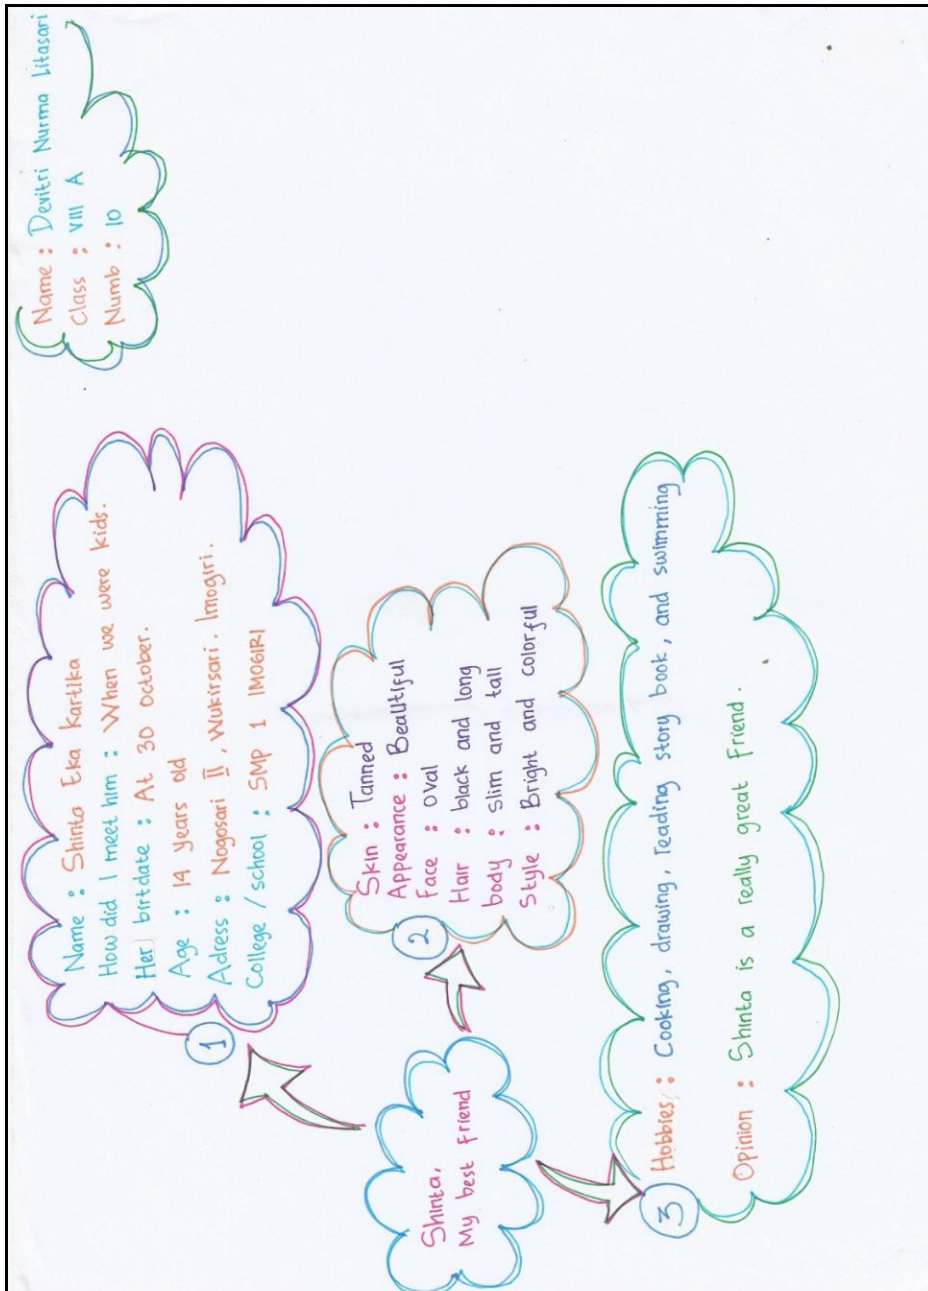 Name : Devitri Nurma Litasari
Class : VIII A
Numb : 10
Shinta,
My best Friend
1
Name : Shinta Eka Kartika
How did I meet him : When we were kids.
Her birtdate : At 30 October.
Age : 14 years old
Adress : Nogosari II, Wukirsari. Imogiri.
College / school : SMP 1 IMOGIRI
2
Skin : Tanned
Appearance : Beautiful
Face : oval
Hair : black and long
body : slim and tall
Style : Bright and colorful
3
Hobbies : Cooking, drawing, reading story book, and swimming
Opinion : Shinta is a really great Friend.